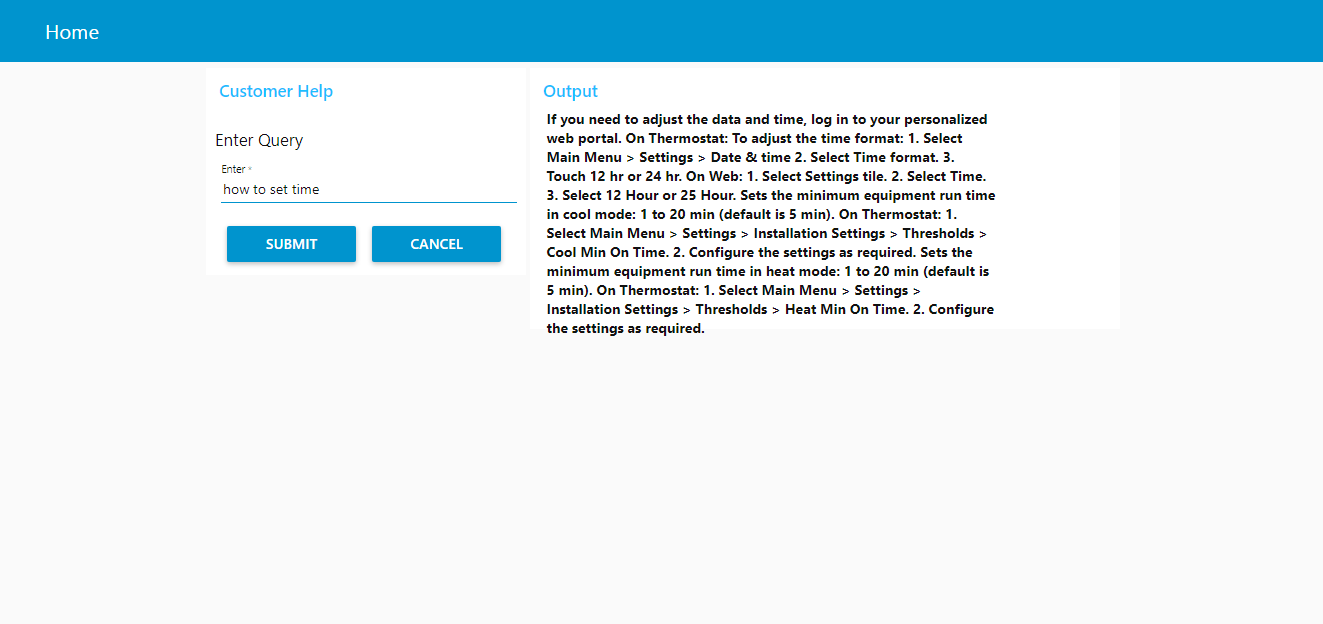 Home
Customer Help
Enter Query
Enter *
how to set time
SUBMIT CANCEL
Output
If you need to adjust the data and time, log in to your personalized
web portal. On Thermostat: To adjust the time format: 1. Select
Main Menu > Settings > Date & time 2. Select Time format. 3.
Touch 12 hr or 24 hr. On Web: 1. Select Settings tile. 2. Select Time.
3. Select 12 Hour or 25 Hour. Sets the minimum equipment run time
in cool mode: 1 to 20 min (default is 5 min). On Thermostat: 1.
Select Main Menu > Settings > Installation Settings > Thresholds >
Cool Min On Time. 2. Configure the settings as required. Sets the
minimum equipment run time in heat mode: 1 to 20 min (default is
5 min). On Thermostat: 1. Select Main Menu > Settings >
Installation Settings > Thresholds > Heat Min On Time. 2. Configure
the settings as required.